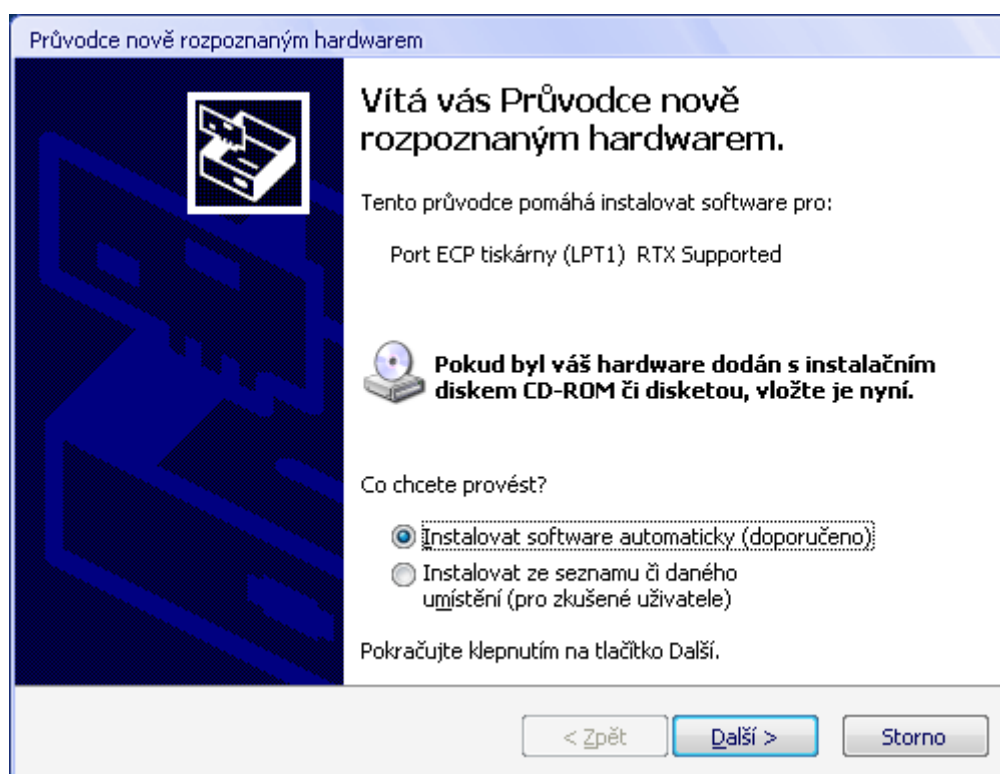 Průvodce nově rozpoznaným hardwarem
Vítá vás Průvodce nově
rozpoznaným hardwarem.
Tento průvodce pomáhá instalovat software pro:
Port ECP tiskárny (LPT1) RTX Supported
Pokud byl váš hardware dodán s instalačním
diskem CD-ROM či disketou, vložte je nyní.
Co chcete provést?
Instalovat software automaticky (doporučeno)
Instalovat ze seznamu či daného
umístění (pro zkušené uživatele)
Pokračujte klepnutím na tlačítko Další.
< Zpět
Další >
Storno